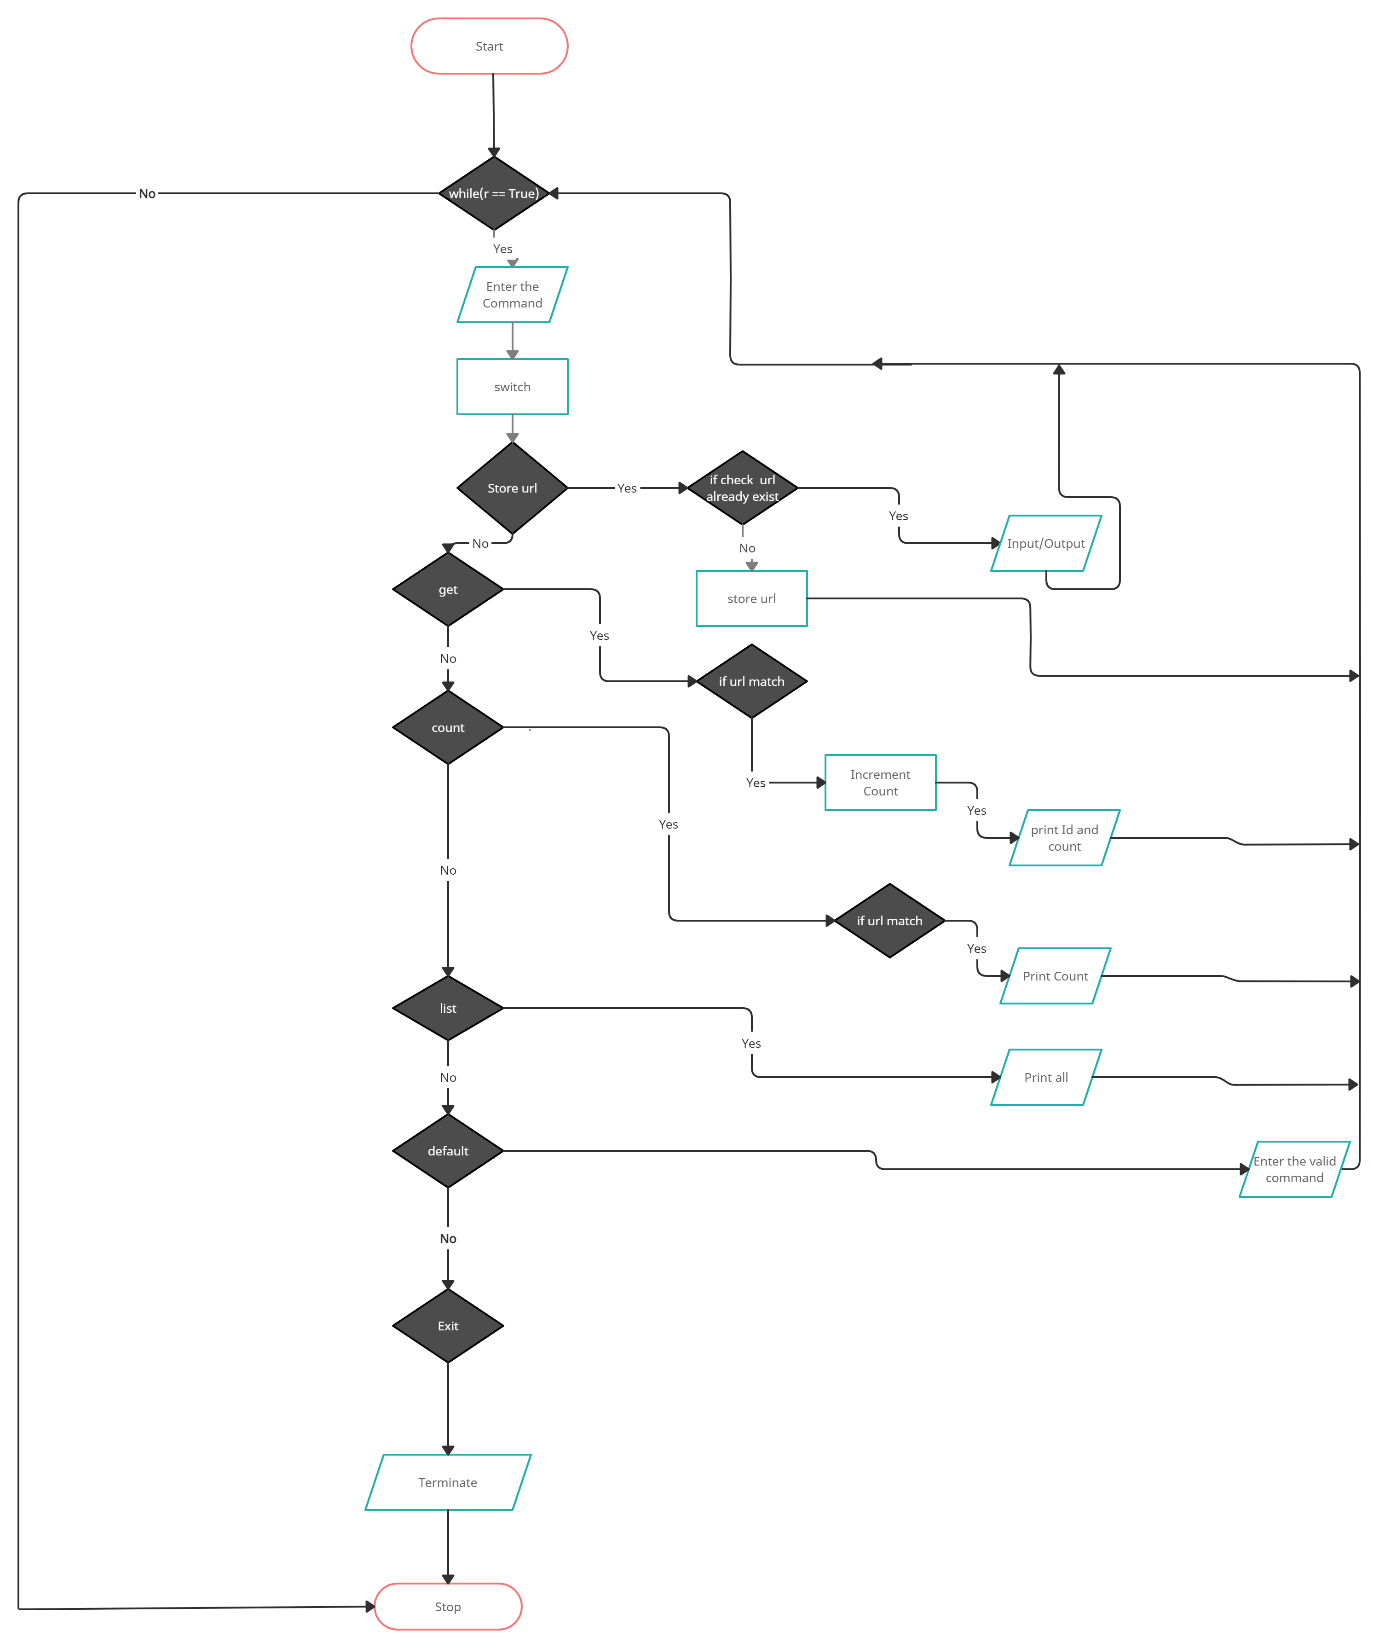 Start
No
while(r == True)
Yes
Enter the
Command
switch
Store url
Yes
if check  url
already exist
Yes
Input/Output
No
No
get
store url
Yes
No
if url match
count
Yes
Increment
Count
Yes
print Id and
count
Yes
No
if url match
Yes
Print Count
list
Yes
No
Print all
default
Enter the valid
command
No
Exit
Terminate
Stop